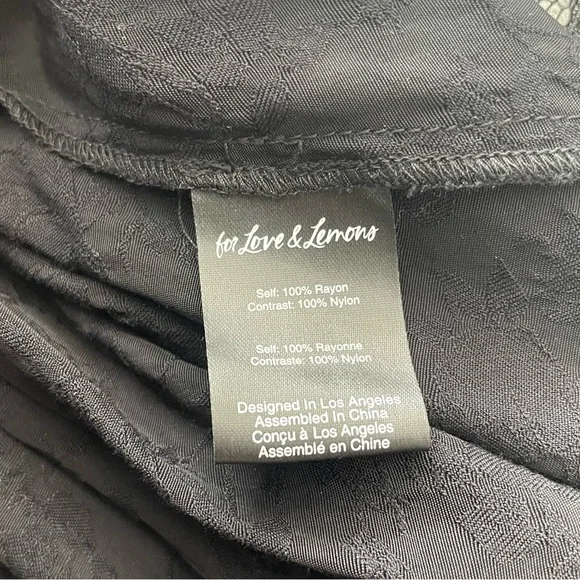 for Love & Lemons
Self: 100% Rayon
Contrast: 100% Nylon
Self: 100% Rayonne
Contraste: 100% Nylon
Designed In Los Angeles
Assembled in China
Conçu à Los Angeles
Assemblé en Chine